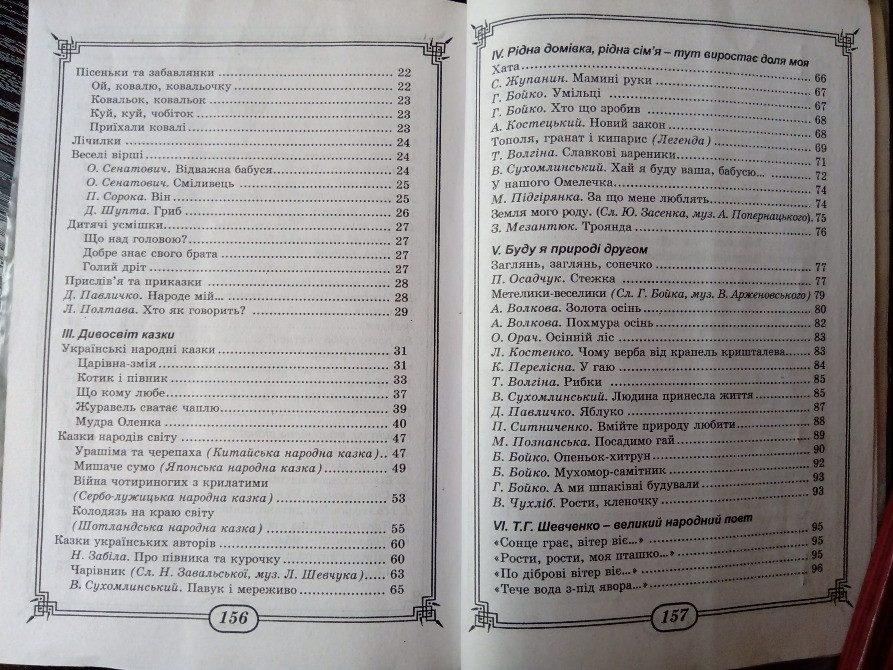 Пісеньки та забавлянки ........ 22
Ой, ковалю, ковальочку ........ 22
Ковальок, ковальок ........ 23
Куй, куй, чобіток ........ 23
Приїхали ковалі ........ 23
Лічилки ........ 24
Веселі вірші ........ 24
О. Сенатович. Відважна бабуся ........ 24
О. Сенатович. Сміливець ........ 25
П. Сорока. Він ........ 25
Д. Шупта. Гриб ........ 26
Дитячі усмішки ........ 27
Що над головою? ........ 27
Добре знає свого брата ........ 27
Голий дріт ........ 27
Прислів’я та приказки ........ 28
Д. Павличко. Народе мій... ........ 28
Л. Полтава. Хто як говорить? ........ 29
III. Дивосвіт казки
Українські народні казки ........ 31
Царівна-змія ........ 31
Котик і півник ........ 33
Що кому любе ........ 37
Журавель сватає чаплю ........ 39
Мудра Оленка ........ 40
Казки народів світу ........ 47
Урашіма та черепаха (Китайська народна казка) .. 47
Мишаче сумо (Японська народна казка) ........ 49
Війна чотириногих з крилатими
(Сербо-лужицька народна казка) ........ 53
Колодязь на краю світу
(Шотландська народна казка) ........ 55
Казки українських авторів ........ 60
Н. Забіла. Про півника та курочку ........ 60
Чарівник (Сл. Н. Завальської, муз. Л. Шевчука) ..... 63
В. Сухомлинський. Павук і мереживо ........ 65
156
IV. Рідна домівка, рідна сім’я – тут виростає доля моя
Хата ........ 66
С. Жупанин. Мамині руки ........ 67
Г. Бойко. Умільці ........ 67
Г. Бойко. Хто що зробив ........ 68
А. Костецький. Новий закон ........ 68
Тополя, гранат і кипарис (Легенда) ........ 69
Т. Волгіна. Славкові вареники ........ 71
В. Сухомлинський. Хай я буду ваша, бабусю... ........ 72
У нашого Омелечка ........ 74
М. Підгірянка. За що мене люблять ........ 74
Земля мого роду. (Сл. Ю. Засенка, муз. А. Попернацького). 75
З. Мезантюк. Троянда ........ 76
V. Буду я природі другом
Заглянь, заглянь, сонечко ........ 77
П. Осадчук. Стежка ........ 77
Метелики-веселики (Сл. Г. Бойка, муз. В. Арженовського) 79
А. Волкова. Золота осінь ........ 80
А. Волкова. Похмура осінь ........ 82
О. Орач. Осінній ліс ........ 83
Л. Костенко. Чому верба від крапель кришталева ........ 83
К. Перелісна. У гаю ........ 84
Т. Волгіна. Рибки ........ 85
В. Сухомлинський. Людина принесла життя ........ 85
Д. Павличко. Яблуко ........ 87
П. Ситниченко. Вмійте природу любити ........ 88
М. Познанська. Посадимо гай ........ 89
Б. Бойко. Опеньок-хитрун ........ 90
Б. Бойко. Мухомор-самітник ........ 92
Г. Бойко. А ми шпаківні будували ........ 93
В. Чухліб. Рости, кленочку ........ 93
VI. Т.Г. Шевченко – великий народний поет
«Сонце грає, вітер віє...» ........ 95
«Рости, рости, моя пташко...» ........ 95
«По діброві вітер віє...» ........ 95
«Тече вода з-під явора...» ........ 96
157